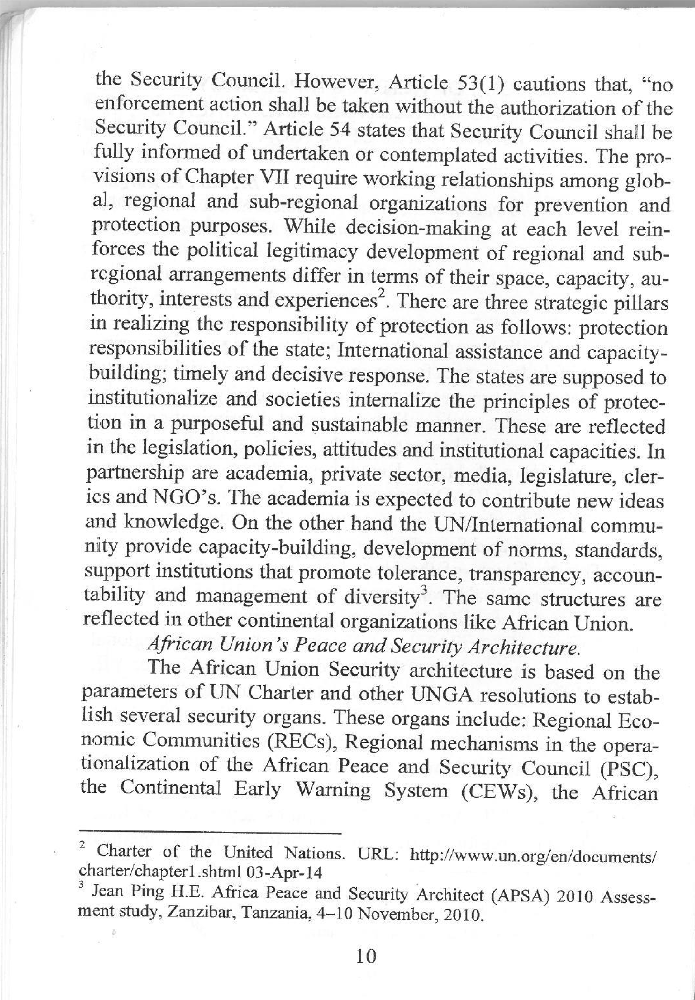 the Security Council. However, Article 53(1) cautions that, “no
enforcement action shall be taken without the authorization of the
Security Council.” Article 54 states that Security Council shall be
fully informed of undertaken or contemplated activities. The pro-
visions of Chapter VII require working relationships among glob-
al, regional and sub-regional organizations for prevention and
protection purposes. While decision-making at each level rein-
forces the political legitimacy development of regional and sub-
regional arrangements differ in terms of their space, capacity, au-
thority, interests and experiences². There are three strategic pillars
in realizing the responsibility of protection as follows: protection
responsibilities of the state; International assistance and capacity-
building; timely and decisive response. The states are supposed to
institutionalize and societies internalize the principles of protec-
tion in a purposeful and sustainable manner. These are reflected
in the legislation, policies, attitudes and institutional capacities. In
partnership are academia, private sector, media, legislature, cler-
ics and NGO’s. The academia is expected to contribute new ideas
and knowledge. On the other hand the UN/International commu-
nity provide capacity-building, development of norms, standards,
support institutions that promote tolerance, transparency, accoun-
tability and management of diversity³. The same structures are
reflected in other continental organizations like African Union.
African Union’s Peace and Security Architecture.
The African Union Security architecture is based on the
parameters of UN Charter and other UNGA resolutions to estab-
lish several security organs. These organs include: Regional Eco-
nomic Communities (RECs), Regional mechanisms in the opera-
tionalization of the African Peace and Security Council (PSC),
the Continental Early Warning System (CEWs), the African
² Charter of the United Nations. URL: http://www.un.org/en/documents/
charter/chapter1.shtml 03-Apr-14
³ Jean Ping H.E. Africa Peace and Security Architect (APSA) 2010 Assess-
ment study, Zanzibar, Tanzania, 4–10 November, 2010.
10